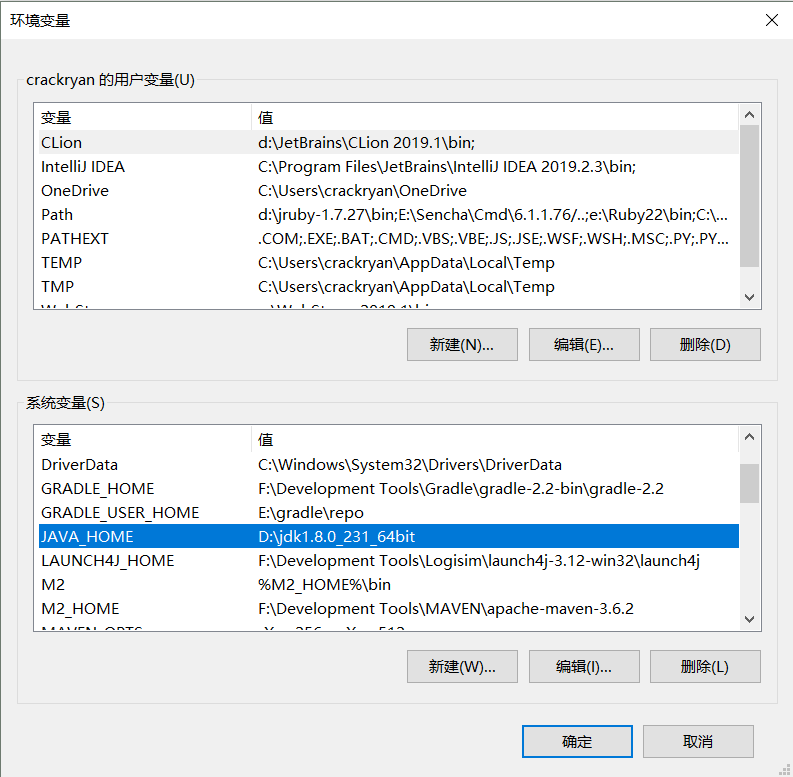 环境变量
crackryan 的用户变量(U)
变量 值
CLion d:\JetBrains\CLion 2019.1\bin;
IntelliJ IDEA C:\Program Files\JetBrains\IntelliJ IDEA 2019.2.3\bin;
OneDrive C:\Users\crackryan\OneDrive
Path d:\jruby-1.7.27\bin;E:\Sencha\Cmd\6.1.1.76/..;e:\Ruby22\bin;C:\...
PATHEXT .COM;.EXE;.BAT;.CMD;.VBS;.VBE;.JS;.JSE;.WSF;.WSH;.MSC;.PY;.PY...
TEMP C:\Users\crackryan\AppData\Local\Temp
TMP C:\Users\crackryan\AppData\Local\Temp
新建(N)... 编辑(E)... 删除(D)
系统变量(S)
变量 值
DriverData C:\Windows\System32\Drivers\DriverData
GRADLE_HOME F:\Development Tools\Gradle\gradle-2.2-bin\gradle-2.2
GRADLE_USER_HOME E:\gradle\repo
JAVA_HOME D:\jdk1.8.0_231_64bit
LAUNCH4J_HOME F:\Development Tools\Logisim\launch4j-3.12-win32\launch4j
M2 %M2_HOME%\bin
M2_HOME F:\Development Tools\MAVEN\apache-maven-3.6.2
新建(W)... 编辑(I)... 删除(L)
确定 取消